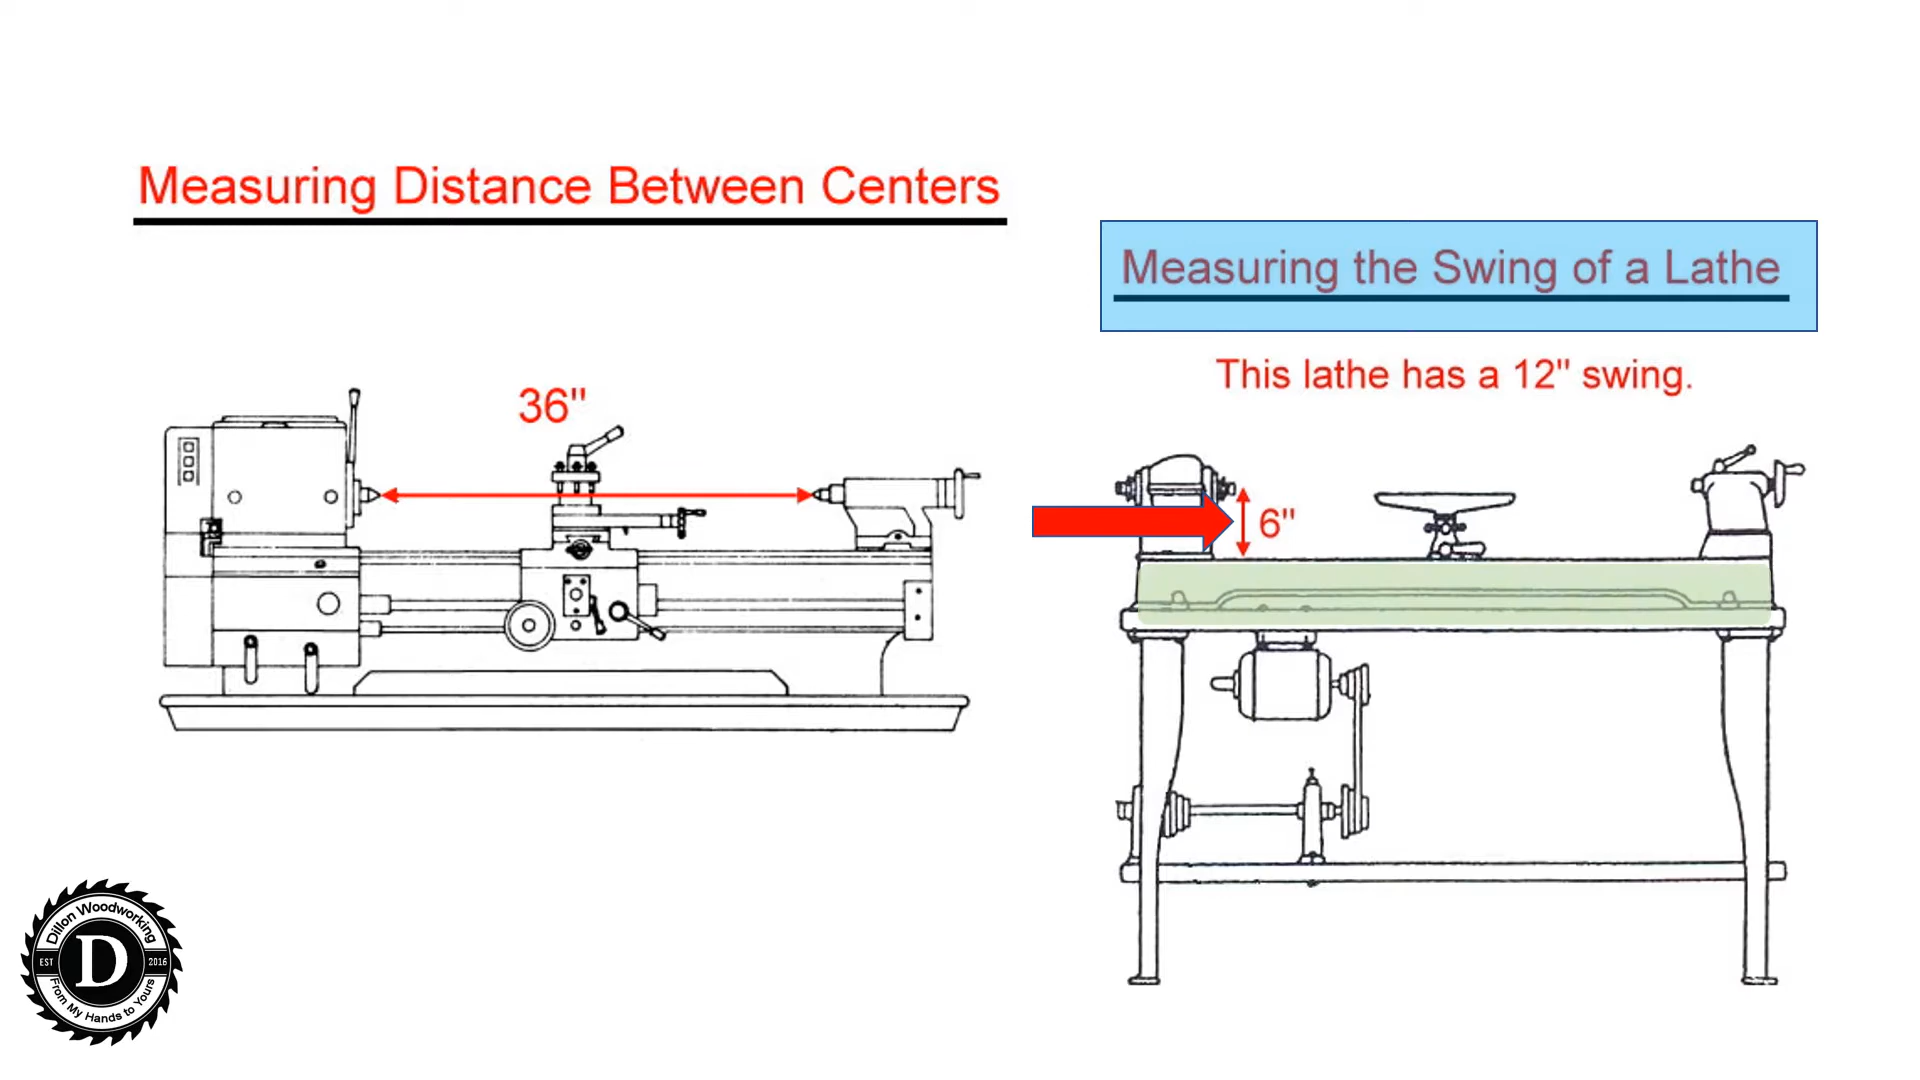 Measuring Distance Between Centers
36"
Measuring the Swing of a Lathe
This lathe has a 12" swing.
6"
Dillon Woodworking
EST
D
2016
From My Hands to Yours